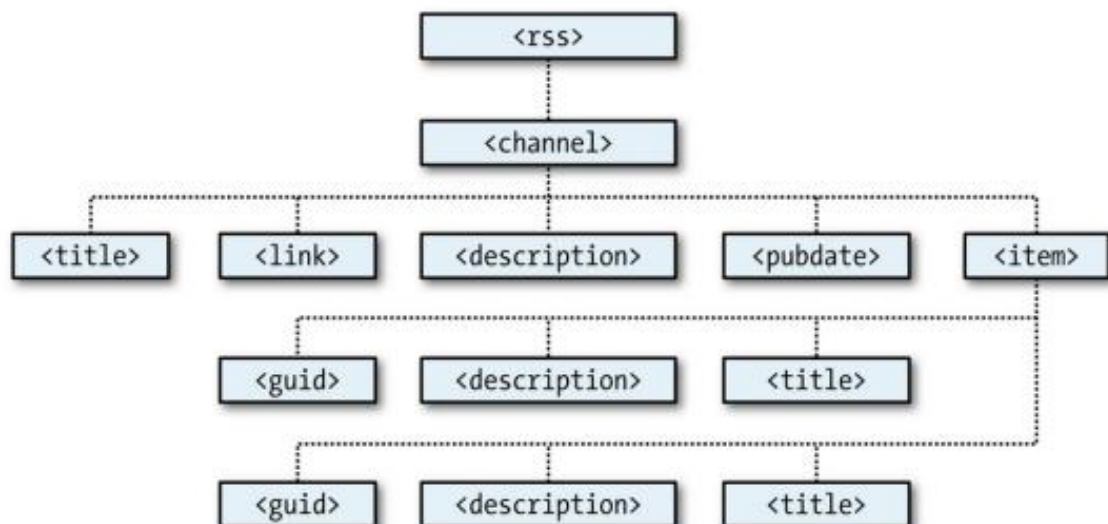 <rss>
<channel>
<title> <link> <description> <pubdate> <item>
<guid> <description> <title>
<guid> <description> <title>